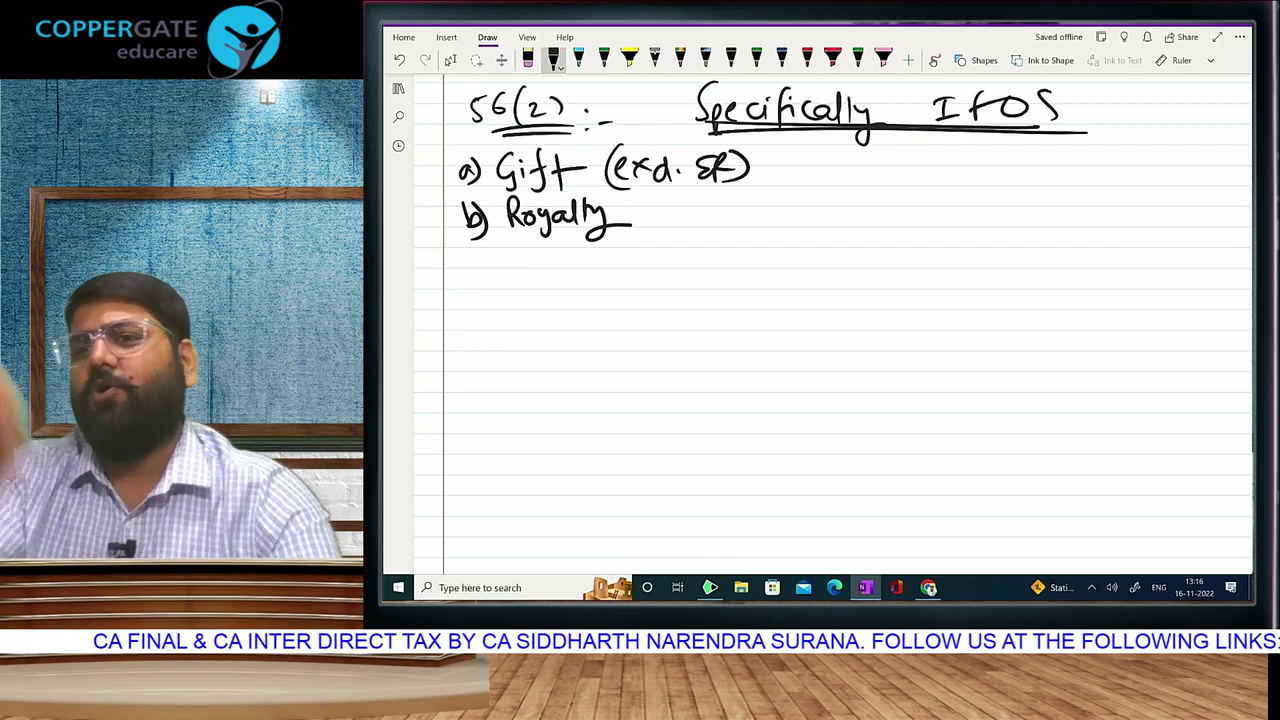 COPPERGATE
educare
Home Insert Draw View Help
Saved offline
Share
Shapes
Ink to Shape
Ink to Text
Ruler
56(2) :- Specifically IFOS
a) Gift (exd. SR)
b) Royalty
Type here to search
Stati...
ENG
13:16
16-11-2022
CA FINAL & CA INTER DIRECT TAX BY CA SIDDHARTH NARENDRA SURANA. FOLLOW US AT THE FOLLOWING LINKS: